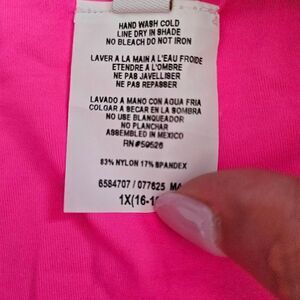 HAND WASH COLD
LINE DRY IN SHADE
NO BLEACH DO NOT IRON
LAVER A LA MAIN A L'EAU FROIDE
ETENDRE A L'OMBRE
NE PAS JAVELLISER
NE PAS REPASSER
LAVADO A MANO CON AGUA FRIA
COLGAR A SECAR EN LA SOMBRA
NO USE BLANQUEADOR
NO PLANCHAR
ASSEMBLED IN MEXICO
RN#59526
83% NYLON 17% SPANDEX
6584707 / 077625
1X(16-1